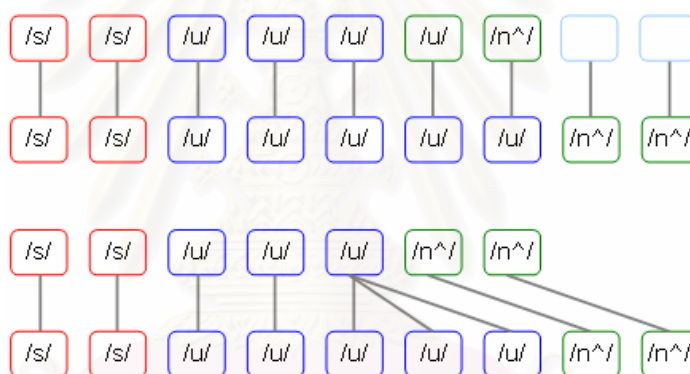 /s/ /s/ /u/ /u/ /u/ /u/ /n^/
/s/ /s/ /u/ /u/ /u/ /u/ /u/ /n^/ /n^/
/s/ /s/ /u/ /u/ /u/ /n^/ /n^/
/s/ /s/ /u/ /u/ /u/ /u/ /u/ /n^/ /n^/